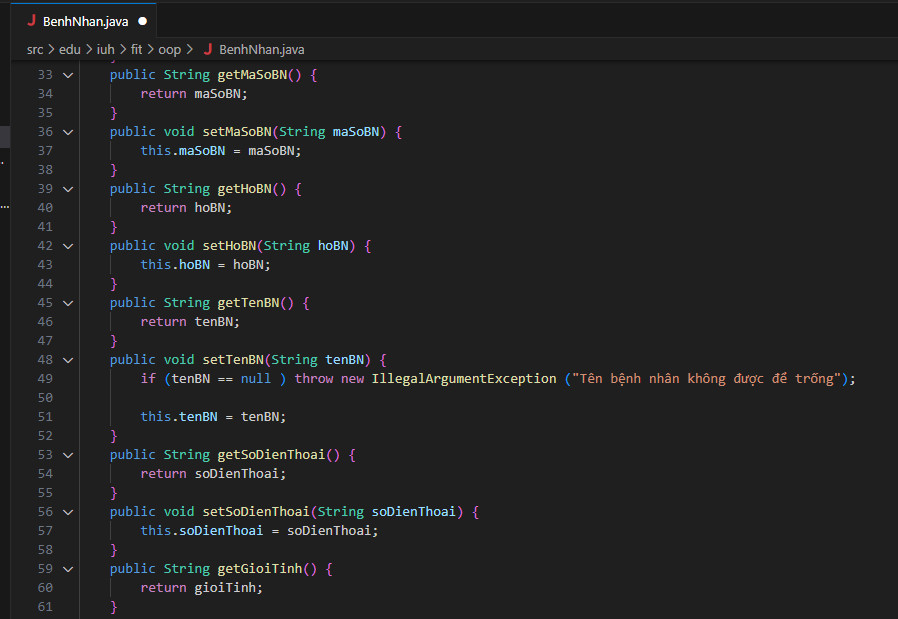 J BenhNhan.java ●
src > edu > iuh > fit > oop > J BenhNhan.java
33 public String getMaSoBN() {
34 return maSoBN;
35 }
36 public void setMaSoBN(String maSoBN) {
37 this.maSoBN = maSoBN;
38 }
39 public String getHoBN() {
40 return hoBN;
41 }
42 public void setHoBN(String hoBN) {
43 this.hoBN = hoBN;
44 }
45 public String getTenBN() {
46 return tenBN;
47 }
48 public void setTenBN(String tenBN) {
49 if (tenBN == null ) throw new IllegalArgumentException ("Tên bệnh nhân không được để trống");
50
51 this.tenBN = tenBN;
52 }
53 public String getSoDienThoai() {
54 return soDienThoai;
55 }
56 public void setSoDienThoai(String soDienThoai) {
57 this.soDienThoai = soDienThoai;
58 }
59 public String getGioiTinh() {
60 return gioiTinh;
61 }